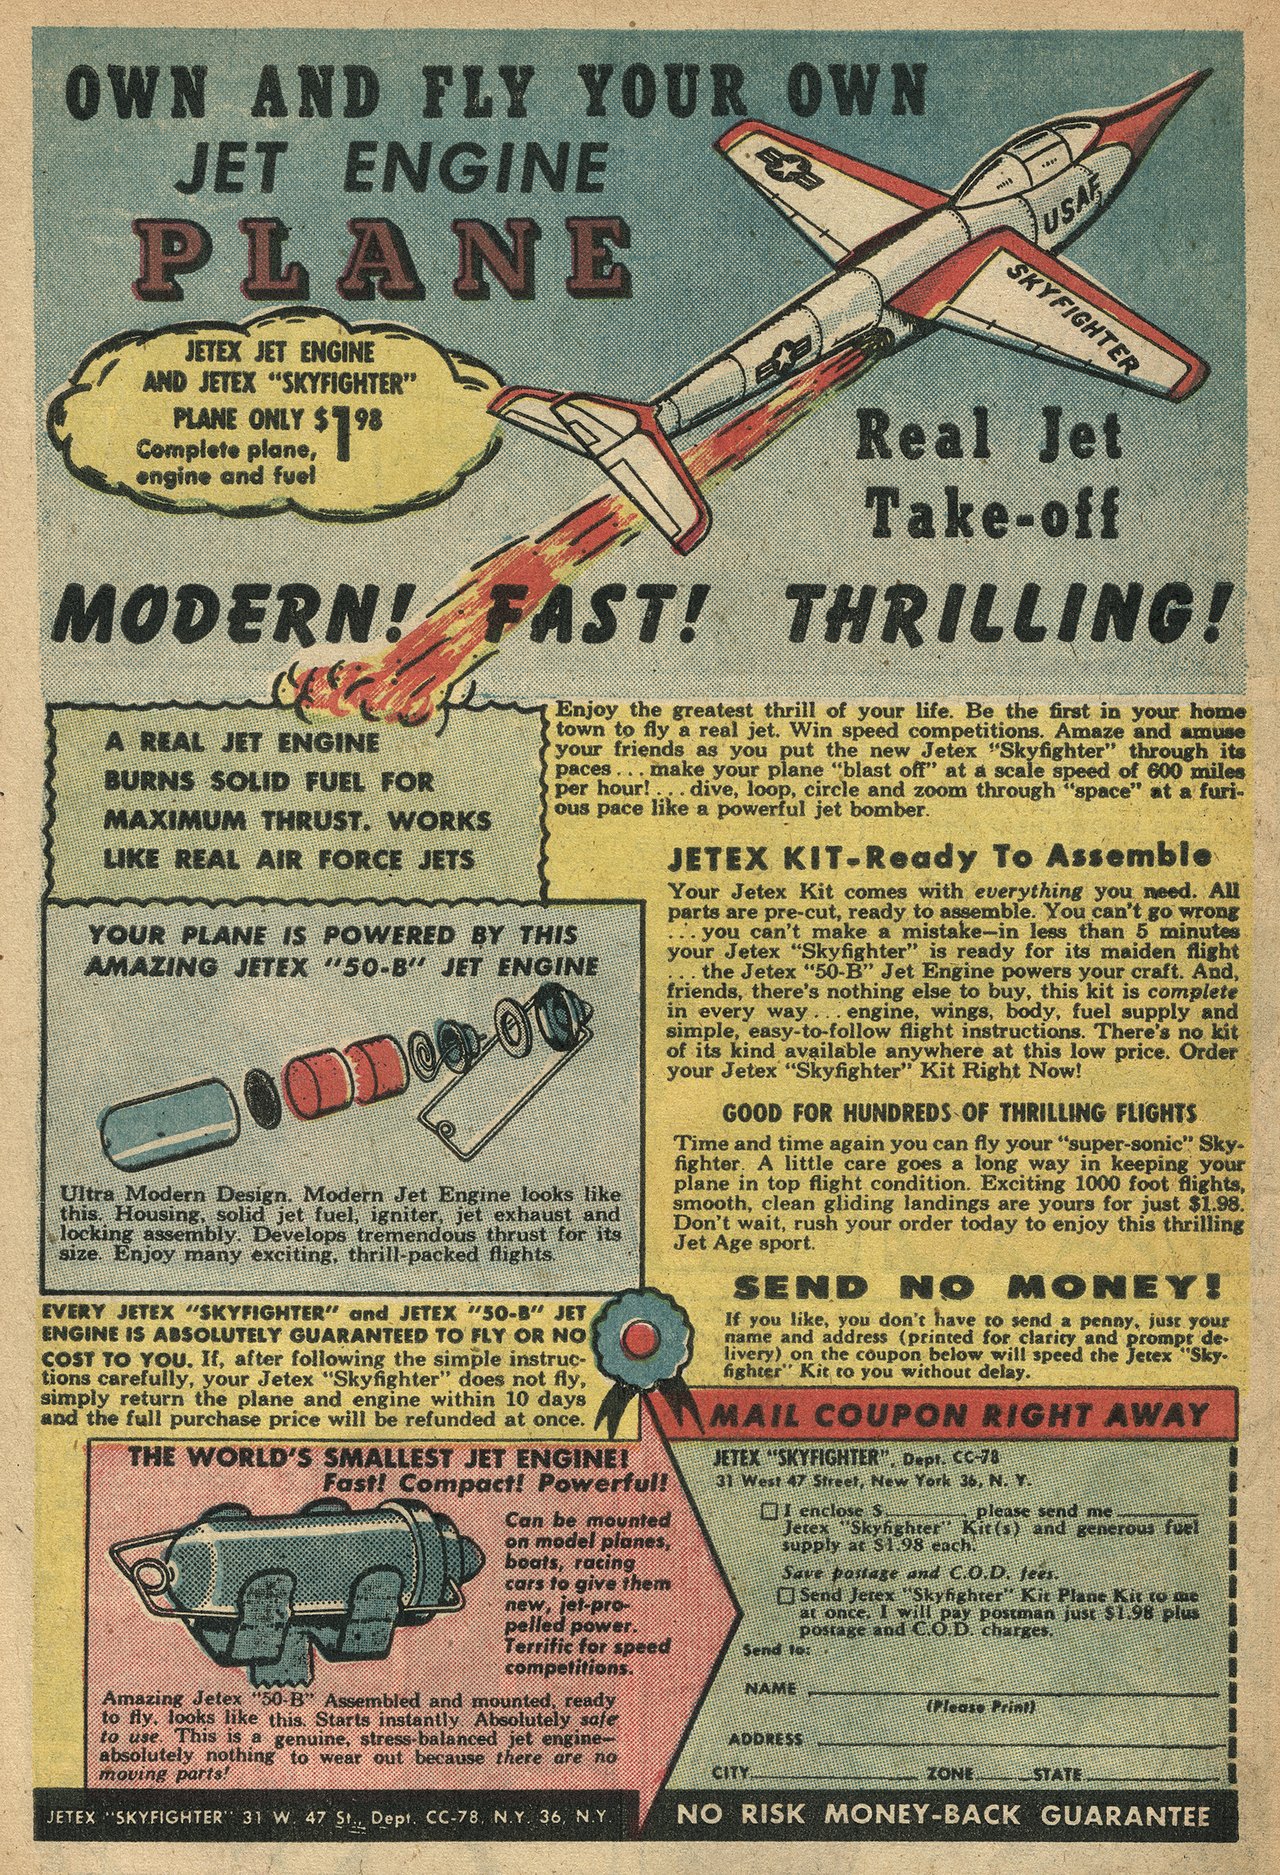 OWN AND FLY YOUR OWN
JET ENGINE
PLANE
USAF
SKYFIGHTER
JETEX JET ENGINE
AND JETEX "SKYFIGHTER"
PLANE ONLY $1.98
Complete plane,
engine and fuel
Real Jet
Take-off
MODERN! FAST! THRILLING!
A REAL JET ENGINE
BURNS SOLID FUEL FOR
MAXIMUM THRUST. WORKS
LIKE REAL AIR FORCE JETS
Enjoy the greatest thrill of your life. Be the first in your home
town to fly a real jet. Win speed competitions. Amaze and amuse
your friends as you put the new Jetex "Skyfighter" through its
paces...make your plane "blast off" at a scale speed of 600 miles
per hour!...dive, loop, circle and zoom through "space" at a furi-
ous pace like a powerful jet bomber.
JETEX KIT-Ready To Assemble
Your Jetex Kit comes with everything you need. All
parts are pre-cut, ready to assemble. You can't go wrong
...you can't make a mistake—in less than 5 minutes
your Jetex "Skyfighter" is ready for its maiden flight
...the Jetex "50-B" Jet Engine powers your craft. And,
friends, there's nothing else to buy, this kit is complete
in every way...engine, wings, body, fuel supply and
simple, easy-to-follow flight instructions. There's no kit
of its kind available anywhere at this low price. Order
your Jetex "Skyfighter" Kit Right Now!
GOOD FOR HUNDREDS OF THRILLING FLIGHTS
Time and time again you can fly your "super-sonic" Sky-
fighter. A little care goes a long way in keeping your
plane in top flight condition. Exciting 1000 foot flights,
smooth, clean gliding landings are yours for just $1.98.
Don't wait, rush your order today to enjoy this thrilling
Jet Age sport.
YOUR PLANE IS POWERED BY THIS
AMAZING JETEX "50-B" JET ENGINE
Ultra Modern Design. Modern Jet Engine looks like
this. Housing, solid jet fuel, igniter, jet exhaust and
locking assembly. Develops tremendous thrust for its
size. Enjoy many exciting, thrill-packed flights.
EVERY JETEX "SKYFIGHTER" and JETEX "50-B" JET
ENGINE IS ABSOLUTELY GUARANTEED TO FLY OR NO
COST TO YOU. If, after following the simple instruc-
tions carefully, your Jetex "Skyfighter" does not fly,
simply return the plane and engine within 10 days
and the full purchase price will be refunded at once.
SEND NO MONEY!
If you like, you don't have to send a penny, just your
name and address (printed for clarity and prompt de-
livery) on the coupon below will speed the Jetex "Sky-
fighter" Kit to you without delay.
THE WORLD'S SMALLEST JET ENGINE!
Fast! Compact! Powerful!
Can be mounted
on model planes,
boats, racing
cars to give them
new, jet-pro-
pelled power.
Terrific for speed
competitions.
Amazing Jetex "50-B" Assembled and mounted, ready
to fly, looks like this. Starts instantly Absolutely safe
to use. This is a genuine, stress-balanced jet engine—
absolutely nothing to wear out because there are no
moving parts!
MAIL COUPON RIGHT AWAY
JETEX "SKYFIGHTER", Dept. CC-78
31 West 47 Street, New York 36, N. Y.
I enclose $________ please send me ________
Jetex "Skyfighter" Kit(s) and generous fuel
supply at $1.98 each.
Save postage and C.O.D. fees.
Send Jetex "Skyfighter" Kit Plane Kit to me
at once. I will pay postman just $1.98 plus
postage and C.O.D. charges.
Send to:
NAME
(Please Print)
ADDRESS
CITY ZONE STATE
JETEX "SKYFIGHTER" 31 W. 47 St., Dept. CC-78, N.Y. 36, N.Y.
NO RISK MONEY-BACK GUARANTEE